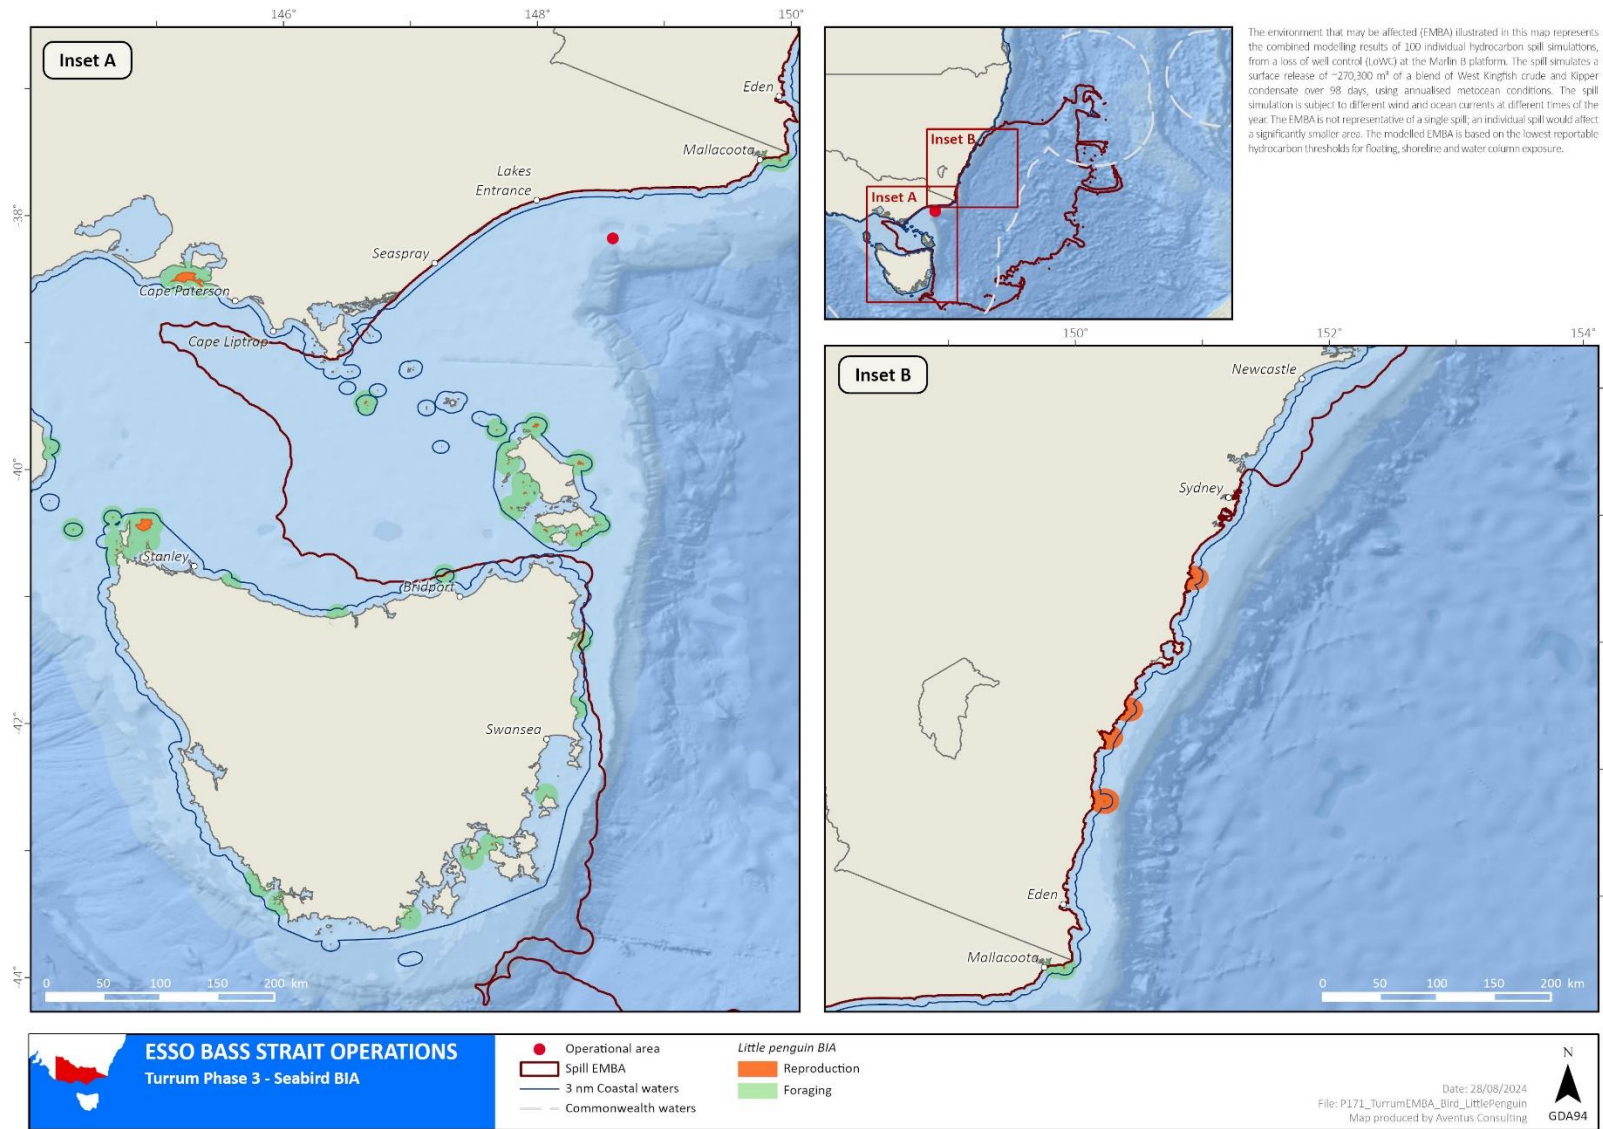 146°
148°
150°
Inset A
Eden
Mallacoota
Lakes
Entrance
-38°
Seaspray
Cape Paterson
Cape Liptrap
-40°
Stanley
Bridport
-42°
Swansea
-44°
0 50 100 150 200 km
Inset B
Inset A
The environment that may be affected (EMBA) illustrated in this map represents
the combined modelling results of 100 individual hydrocarbon spill simulations,
from a loss of well control (LoWC) at the Marlin B platform. The spill simulates a
surface release of ~270,300 m³ of a blend of West Kingfish crude and Kipper
condensate over 98 days, using annualised metocean conditions. The spill
simulation is subject to different wind and ocean currents at different times of the
year. The EMBA is not representative of a single spill; an individual spill would affect
a significantly smaller area. The modelled EMBA is based on the lowest reportable
hydrocarbon thresholds for floating, shoreline and water column exposure.
150°
152°
154°
Inset B
Newcastle
Sydney
Eden
Mallacoota
0 50 100 150 200 km
ESSO BASS STRAIT OPERATIONS
Turrum Phase 3 - Seabird BIA
Operational area
Spill EMBA
3 nm Coastal waters
Commonwealth waters
Little penguin BIA
Reproduction
Foraging
Date: 28/08/2024
File: P171_TurrumEMBA_Bird_LittlePenguin
Map produced by Aventus Consulting
N
GDA94